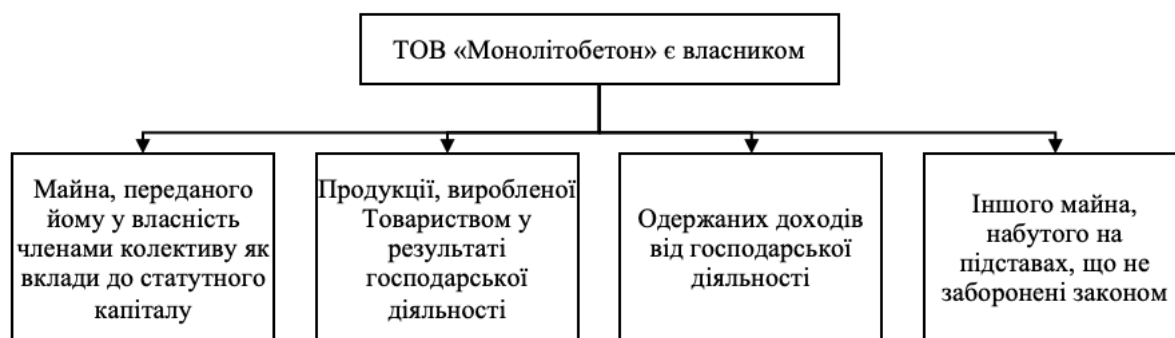 ТОВ «Монолітобетон» є власником
Майна, переданого
йому у власність
членами колективу як
вклади до статутного
капіталу
Продукції, виробленої
Товариством у
результаті
господарської
діяльності
Одержаних доходів
від господарської
діяльності
Іншого майна,
набутого на
підставах, що не
заборонені законом